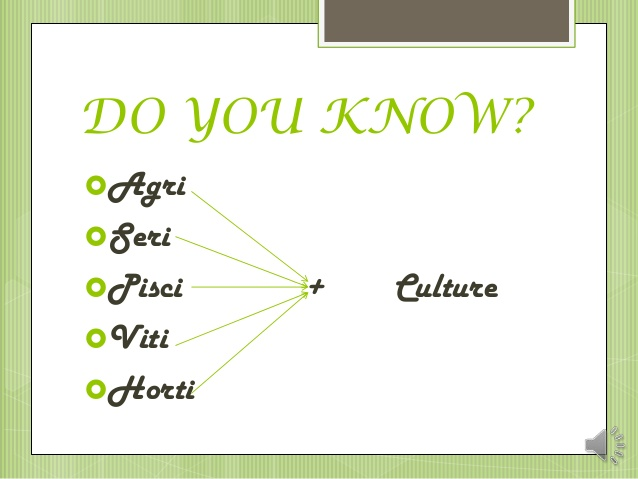 DO YOU KNOW?
Agri
Seri
Pisci + Culture
Viti
Horti